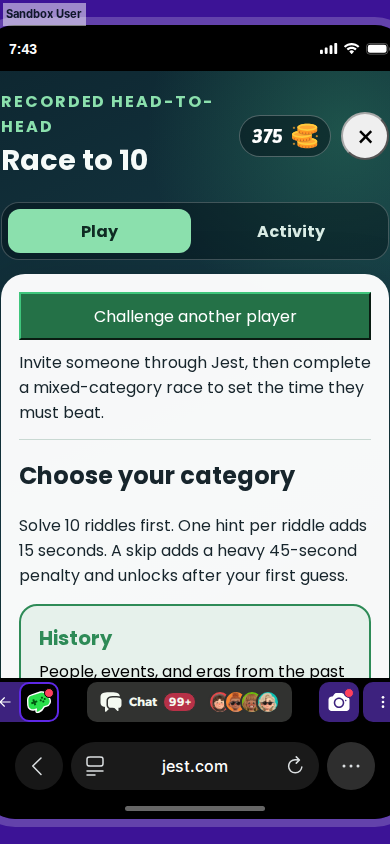 Sandbox User
7:43
RECORDED HEAD-TO-
HEAD
Race to 10
375
Play
Activity
Challenge another player
Invite someone through Jest, then complete
a mixed-category race to set the time they
must beat.
Choose your category
Solve 10 riddles first. One hint per riddle adds
15 seconds. A skip adds a heavy 45-second
penalty and unlocks after your first guess.
History
People, events, and eras from the past
Chat 99+
jest.com